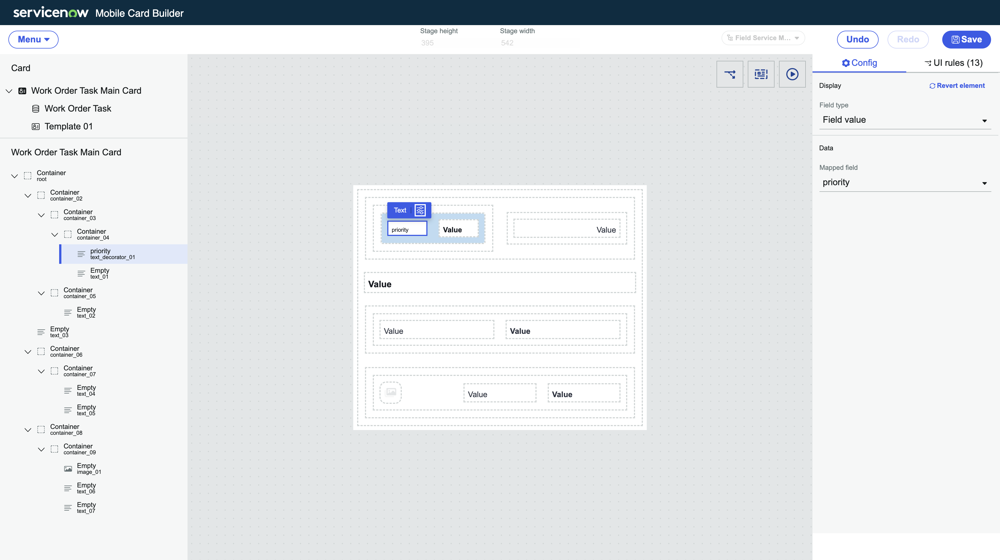 servicenow Mobile Card Builder
Menu
Stage height
395
Stage width
542
Field Service M...
Undo
Redo
Save
Card
Work Order Task Main Card
Work Order Task
Template 01
Work Order Task Main Card
Container
root
Container
container_02
Container
container_03
Container
container_04
priority
text_decorator_01
Empty
text_01
Container
container_05
Empty
text_02
Empty
text_03
Container
container_06
Container
container_07
Empty
text_04
Empty
text_05
Container
container_08
Container
container_09
Empty
image_01
Empty
text_06
Empty
text_07
Text
priority
Value
Value
Value
Value
Value
Value
Value
Config
UI rules (13)
Display
Revert element
Field type
Field value
Data
Mapped field
priority